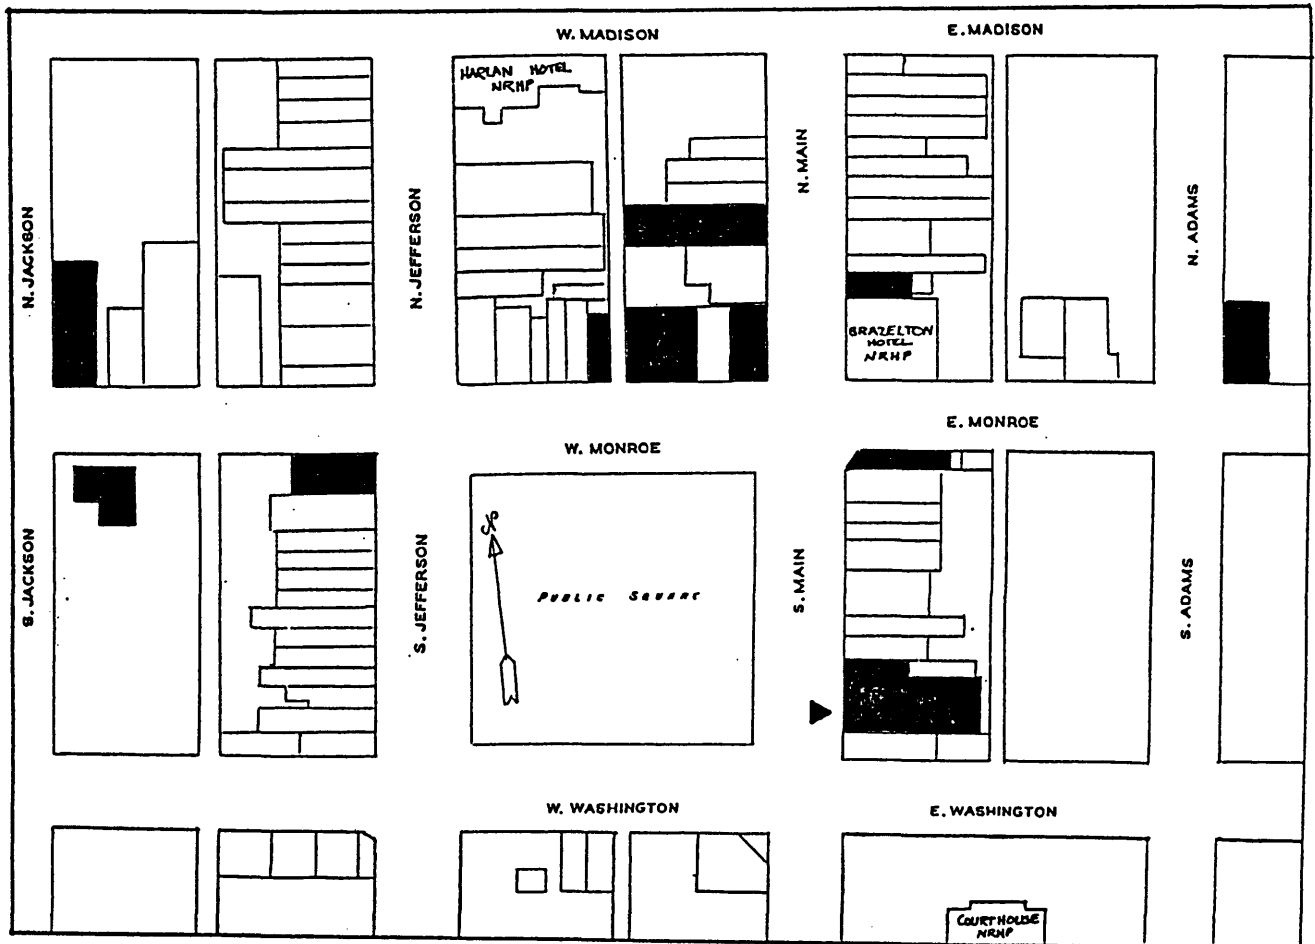 W. MADISON
E. MADISON
HARLAN HOTEL
NRHP
N. JACKSON
N. JEFFERSON
N. MAIN
N. ADAMS
BRAZELTON
HOTEL
NRHP
E. MONROE
W. MONROE
S. JACKSON
S. JEFFERSON
PUBLIC SQUARE
S. MAIN
S. ADAMS
W. WASHINGTON
E. WASHINGTON
COURTHOUSE
NRHP